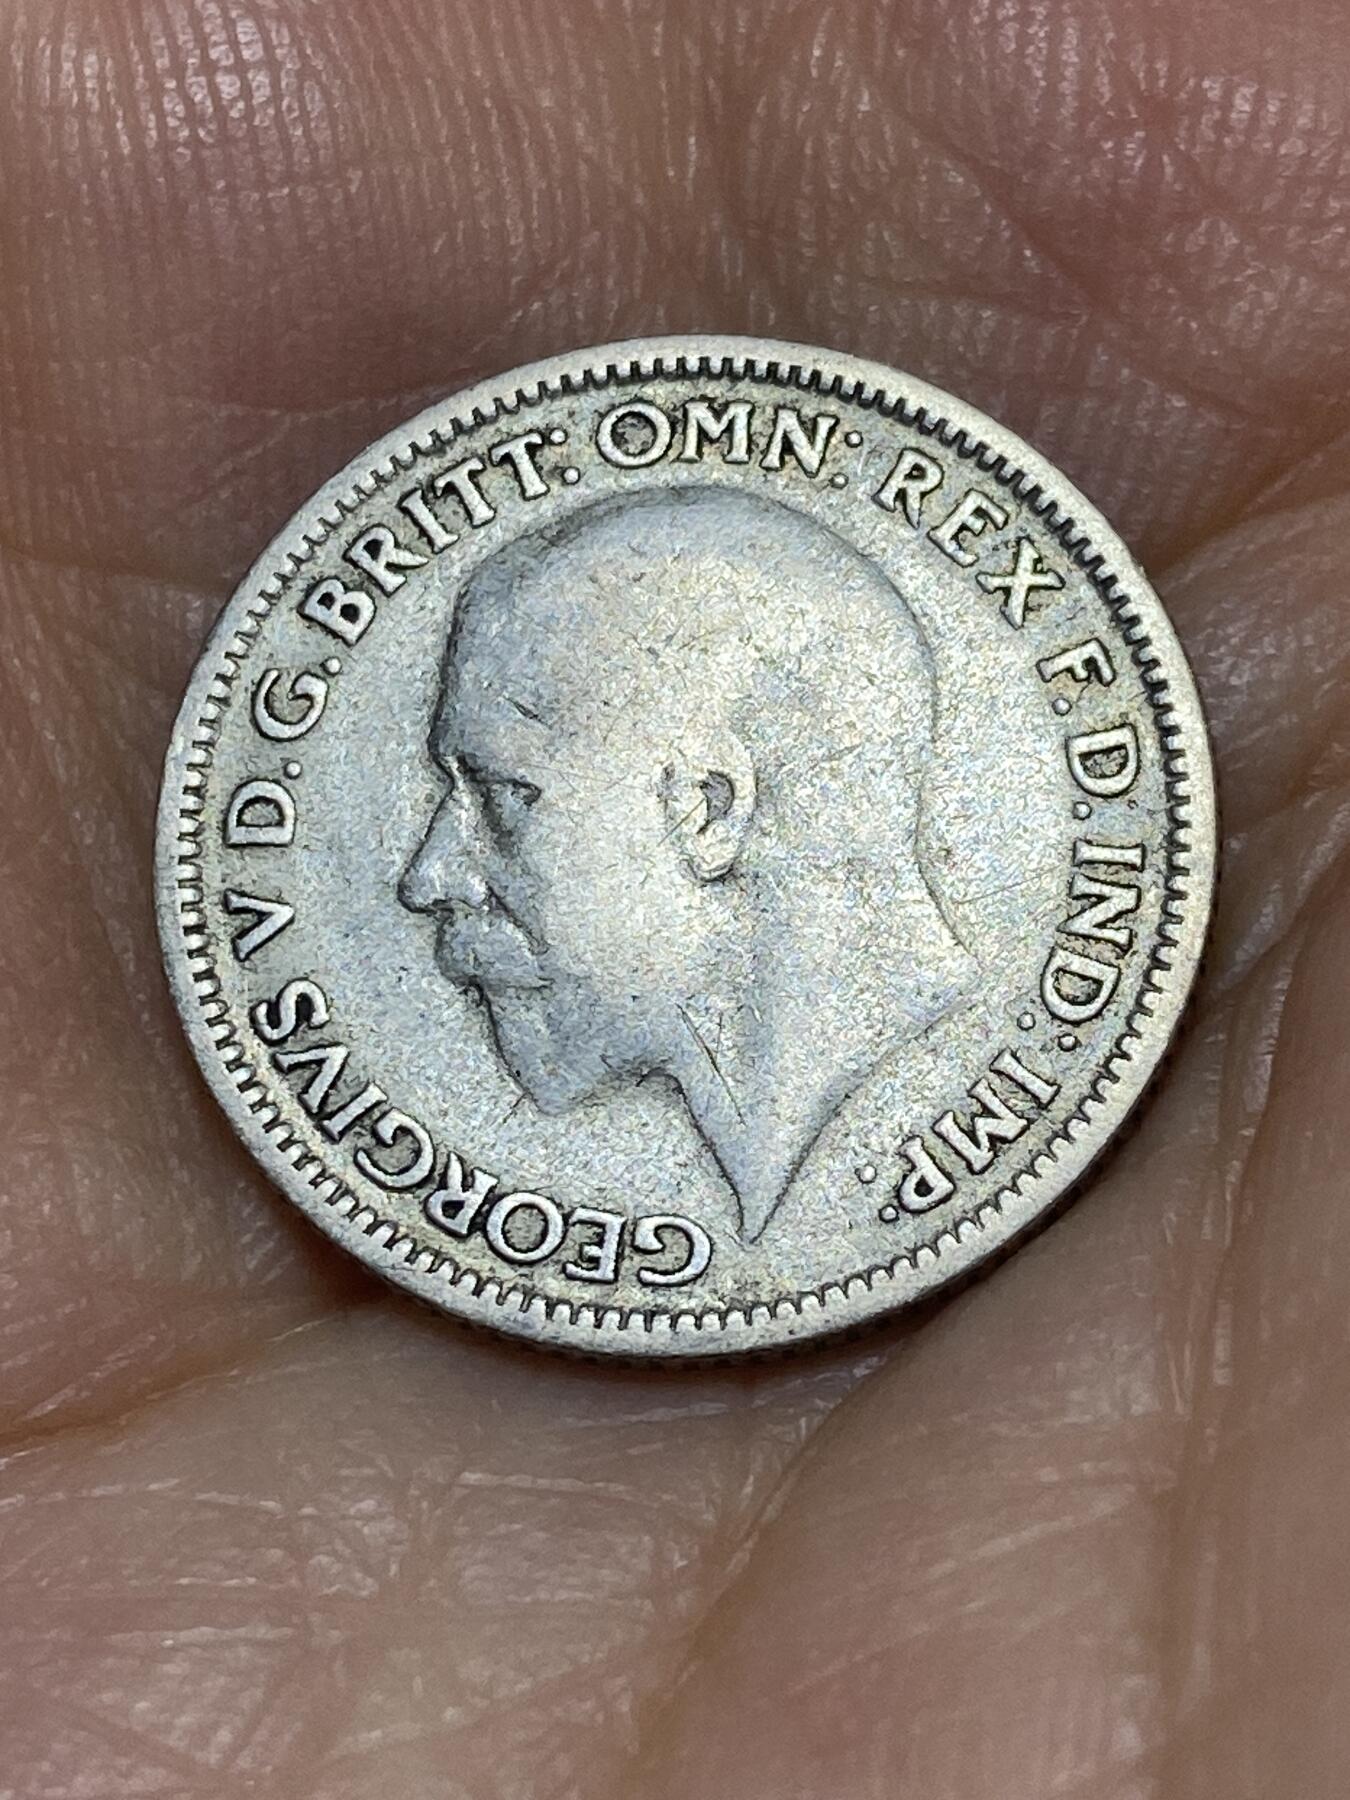 GEORGIVS V D.G.BRITT: OMN: REX F.D.IND: IMP: